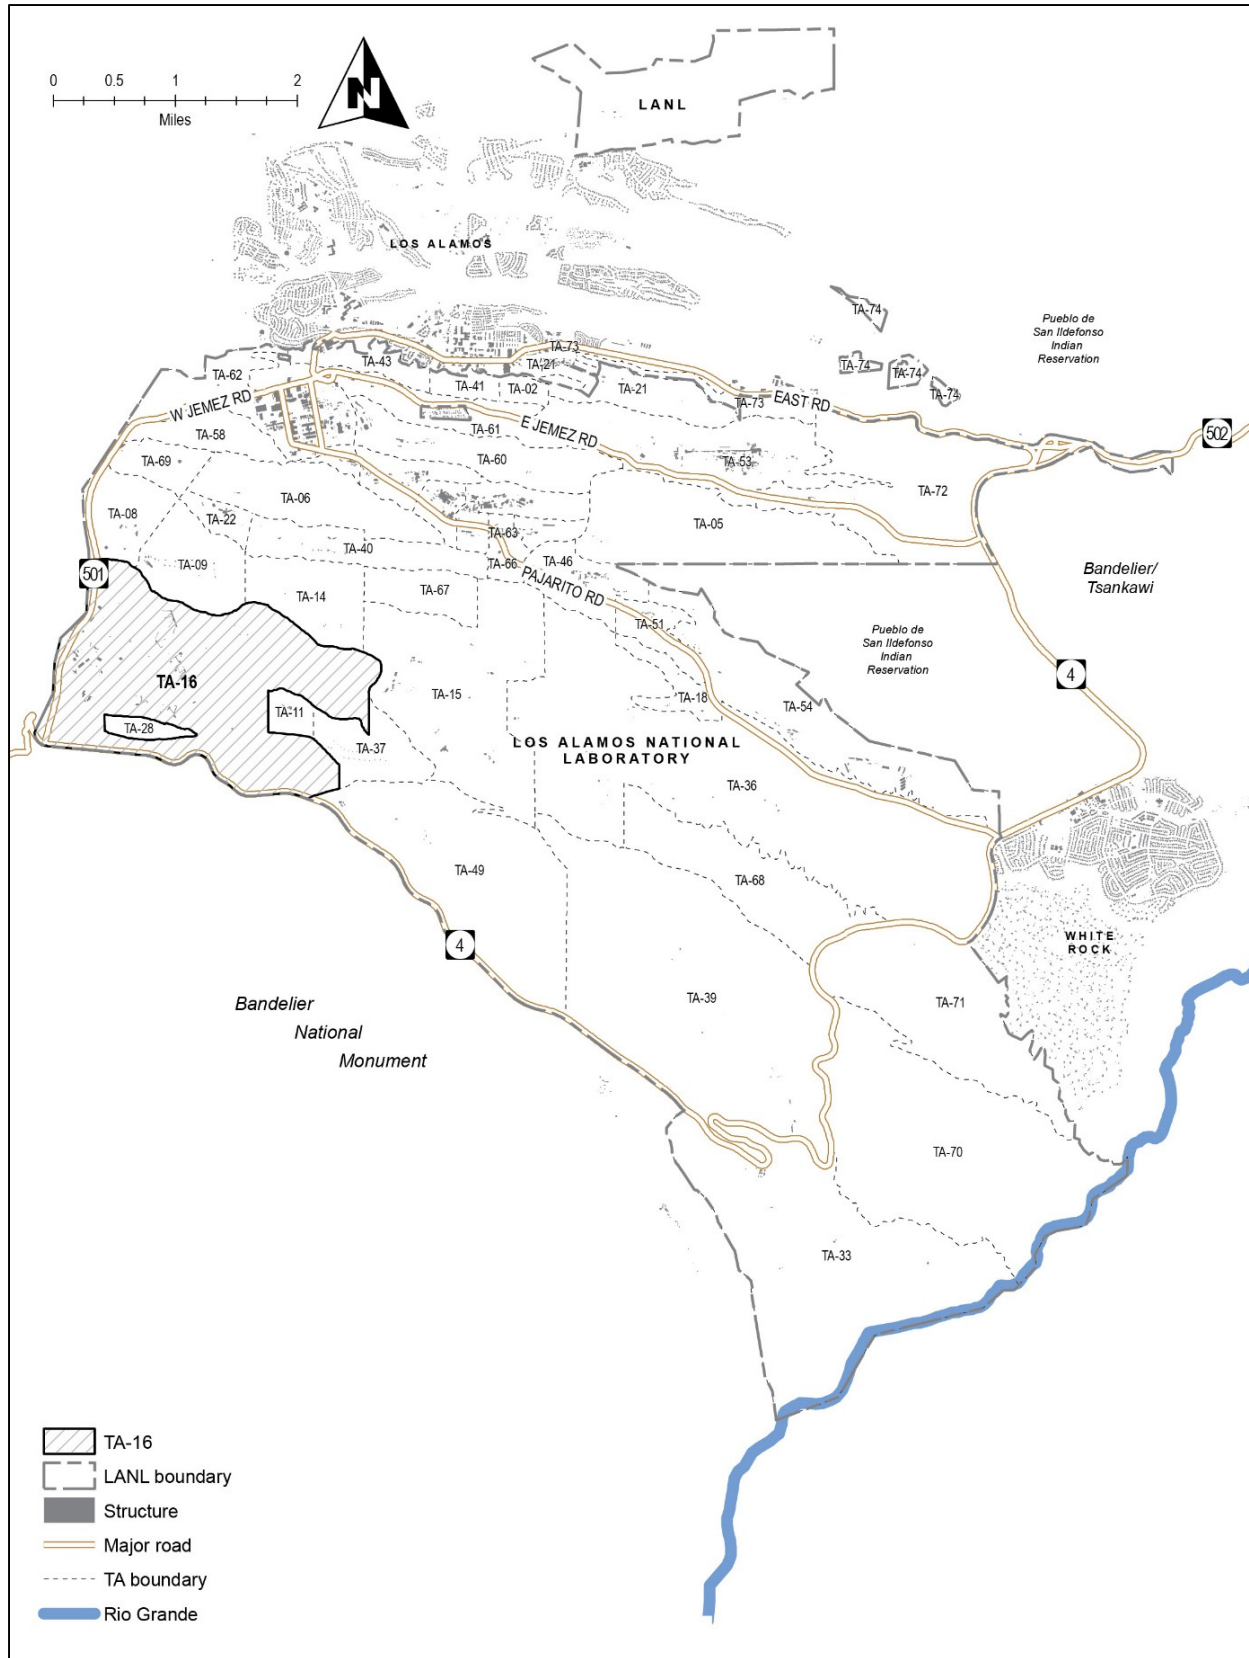 0 0.5 1 2
Miles
N
LANL
LOS ALAMOS
TA-74
Pueblo de
San Ildefonso
Indian
Reservation
TA-73
TA-43
TA-21
TA-62
TA-41
TA-02
TA-21
TA-74
TA-74
TA-74
W JEMEZ RD
TA-73
EAST RD
TA-58
TA-61
E JEMEZ RD
502
TA-69
TA-60
TA-53
TA-06
TA-72
TA-08
TA-22
TA-05
TA-63
TA-40
501
TA-09
TA-66
TA-46
Bandelier/
Tsankawi
TA-14
TA-67
PAJARITO RD
TA-51
Pueblo de
San Ildefonso
Indian
Reservation
4
TA-16
TA-15
TA-18
TA-11
TA-54
TA-28
TA-37
LOS ALAMOS NATIONAL
LABORATORY
TA-36
TA-49
TA-68
4
WHITE
ROCK
Bandelier
National
Monument
TA-39
TA-71
TA-70
TA-33
TA-16
LANL boundary
Structure
Major road
TA boundary
Rio Grande